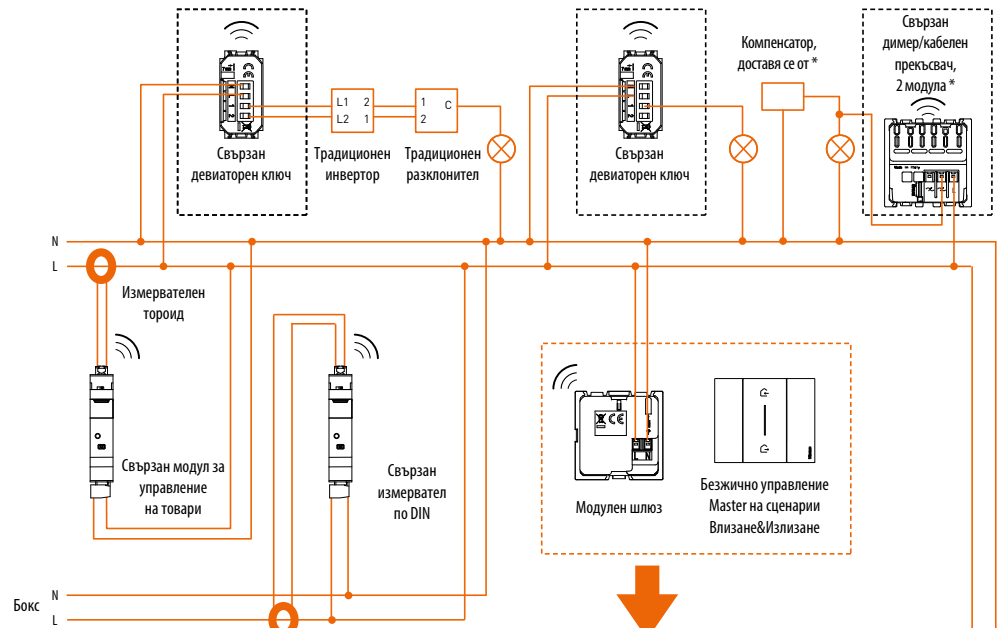 Свързан
девиаторен ключ
L1 2
L2 1
Традиционен
инвертор
1 C
2
Традиционен
разклонител
Свързан
девиаторен ключ
Компенсатор,
доставя се от *
Свързан
димер/кабелен
прекъсвач,
2 модула *
N
L
Измервателен
тороид
Свързан модул за
управление
на товари
Свързан
измервател
по DIN
CE
L N
Модулен шлюз
Безжично управление
Master на сценарии
Влизане&Излизане
Бокс
N
L